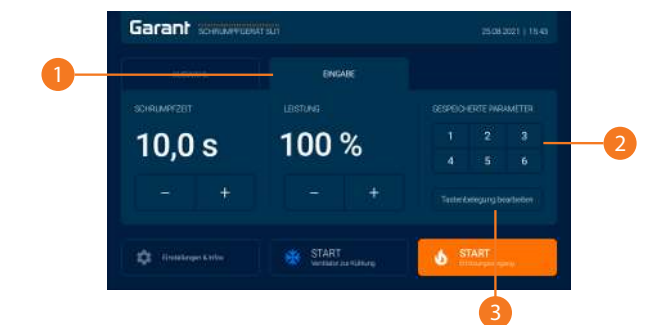 Garant SCHRUMPFGERÄT SU1
25.08.2021 | 15:43
1
EINGABE
SCHRUMPFZEIT
LEISTUNG
GESPEICHERTE PARAMETER
10,0 s
100 %
1 2 3
4 5 6
2
− +
− +
Tastenbelegung bearbeiten
Einstellungen & Infos
START
Ventilator zur Kühlung
START
3